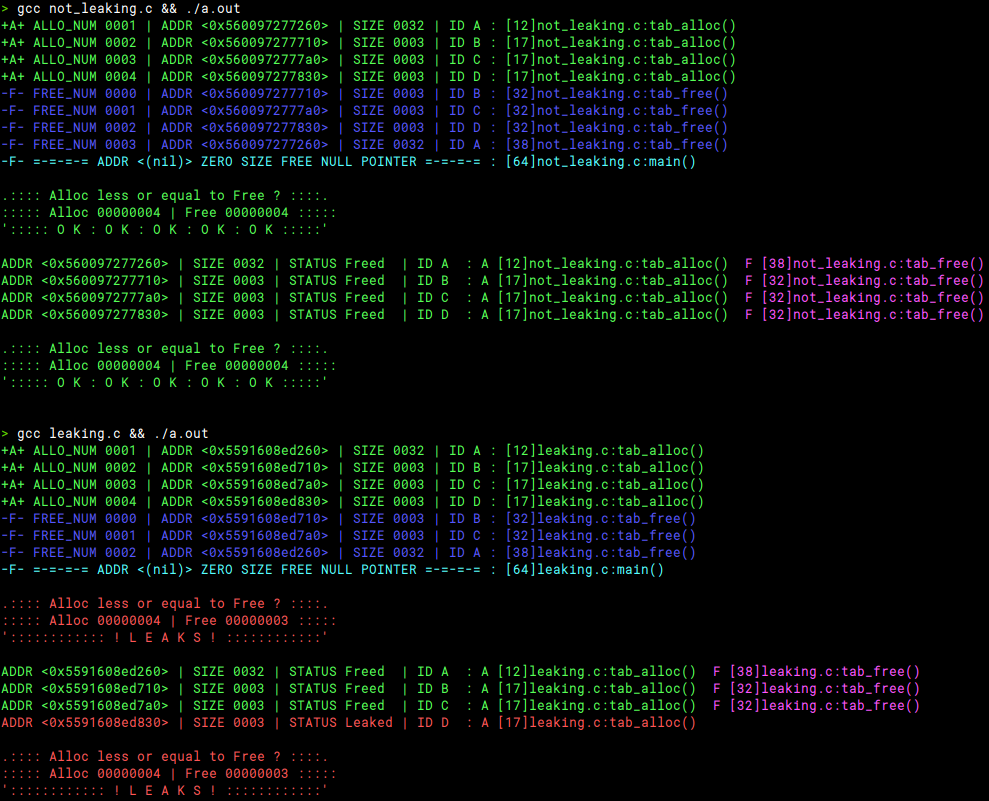 > gcc not_leaking.c && ./a.out
+A+ ALLO_NUM 0001 | ADDR <0x560097277260> | SIZE 0032 | ID A : [12]not_leaking.c:tab_alloc()
+A+ ALLO_NUM 0002 | ADDR <0x560097277710> | SIZE 0003 | ID B : [17]not_leaking.c:tab_alloc()
+A+ ALLO_NUM 0003 | ADDR <0x5600972777a0> | SIZE 0003 | ID C : [17]not_leaking.c:tab_alloc()
+A+ ALLO_NUM 0004 | ADDR <0x560097277830> | SIZE 0003 | ID D : [17]not_leaking.c:tab_alloc()
-F- FREE_NUM 0000 | ADDR <0x560097277710> | SIZE 0003 | ID B : [32]not_leaking.c:tab_free()
-F- FREE_NUM 0001 | ADDR <0x5600972777a0> | SIZE 0003 | ID C : [32]not_leaking.c:tab_free()
-F- FREE_NUM 0002 | ADDR <0x560097277830> | SIZE 0003 | ID D : [32]not_leaking.c:tab_free()
-F- FREE_NUM 0003 | ADDR <0x560097277260> | SIZE 0032 | ID A : [38]not_leaking.c:tab_free()
-F- =-=-=-= ADDR <(nil)> ZERO SIZE FREE NULL POINTER =-=-=-= : [64]not_leaking.c:main()
.:::: Alloc less or equal to Free ? ::::.
::::: Alloc 00000004 | Free 00000004 :::::
'::::: O K : O K : O K : O K : O K :::::'
ADDR <0x560097277260> | SIZE 0032 | STATUS Freed  | ID A  : A [12]not_leaking.c:tab_alloc()  F [38]not_leaking.c:tab_free()
ADDR <0x560097277710> | SIZE 0003 | STATUS Freed  | ID B  : A [17]not_leaking.c:tab_alloc()  F [32]not_leaking.c:tab_free()
ADDR <0x5600972777a0> | SIZE 0003 | STATUS Freed  | ID C  : A [17]not_leaking.c:tab_alloc()  F [32]not_leaking.c:tab_free()
ADDR <0x560097277830> | SIZE 0003 | STATUS Freed  | ID D  : A [17]not_leaking.c:tab_alloc()  F [32]not_leaking.c:tab_free()
.:::: Alloc less or equal to Free ? ::::.
::::: Alloc 00000004 | Free 00000004 :::::
'::::: O K : O K : O K : O K : O K :::::'
> gcc leaking.c && ./a.out
+A+ ALLO_NUM 0001 | ADDR <0x5591608ed260> | SIZE 0032 | ID A : [12]leaking.c:tab_alloc()
+A+ ALLO_NUM 0002 | ADDR <0x5591608ed710> | SIZE 0003 | ID B : [17]leaking.c:tab_alloc()
+A+ ALLO_NUM 0003 | ADDR <0x5591608ed7a0> | SIZE 0003 | ID C : [17]leaking.c:tab_alloc()
+A+ ALLO_NUM 0004 | ADDR <0x5591608ed830> | SIZE 0003 | ID D : [17]leaking.c:tab_alloc()
-F- FREE_NUM 0000 | ADDR <0x5591608ed710> | SIZE 0003 | ID B : [32]leaking.c:tab_free()
-F- FREE_NUM 0001 | ADDR <0x5591608ed7a0> | SIZE 0003 | ID C : [32]leaking.c:tab_free()
-F- FREE_NUM 0002 | ADDR <0x5591608ed260> | SIZE 0032 | ID A : [38]leaking.c:tab_free()
-F- =-=-=-= ADDR <(nil)> ZERO SIZE FREE NULL POINTER =-=-=-= : [64]leaking.c:main()
.:::: Alloc less or equal to Free ? ::::.
::::: Alloc 00000004 | Free 00000003 :::::
':::::::::::: ! L E A K S ! ::::::::::::'
ADDR <0x5591608ed260> | SIZE 0032 | STATUS Freed  | ID A  : A [12]leaking.c:tab_alloc()  F [38]leaking.c:tab_free()
ADDR <0x5591608ed710> | SIZE 0003 | STATUS Freed  | ID B  : A [17]leaking.c:tab_alloc()  F [32]leaking.c:tab_free()
ADDR <0x5591608ed7a0> | SIZE 0003 | STATUS Freed  | ID C  : A [17]leaking.c:tab_alloc()  F [32]leaking.c:tab_free()
ADDR <0x5591608ed830> | SIZE 0003 | STATUS Leaked | ID D  : A [17]leaking.c:tab_alloc()
.:::: Alloc less or equal to Free ? ::::.
::::: Alloc 00000004 | Free 00000003 :::::
':::::::::::: ! L E A K S ! ::::::::::::'